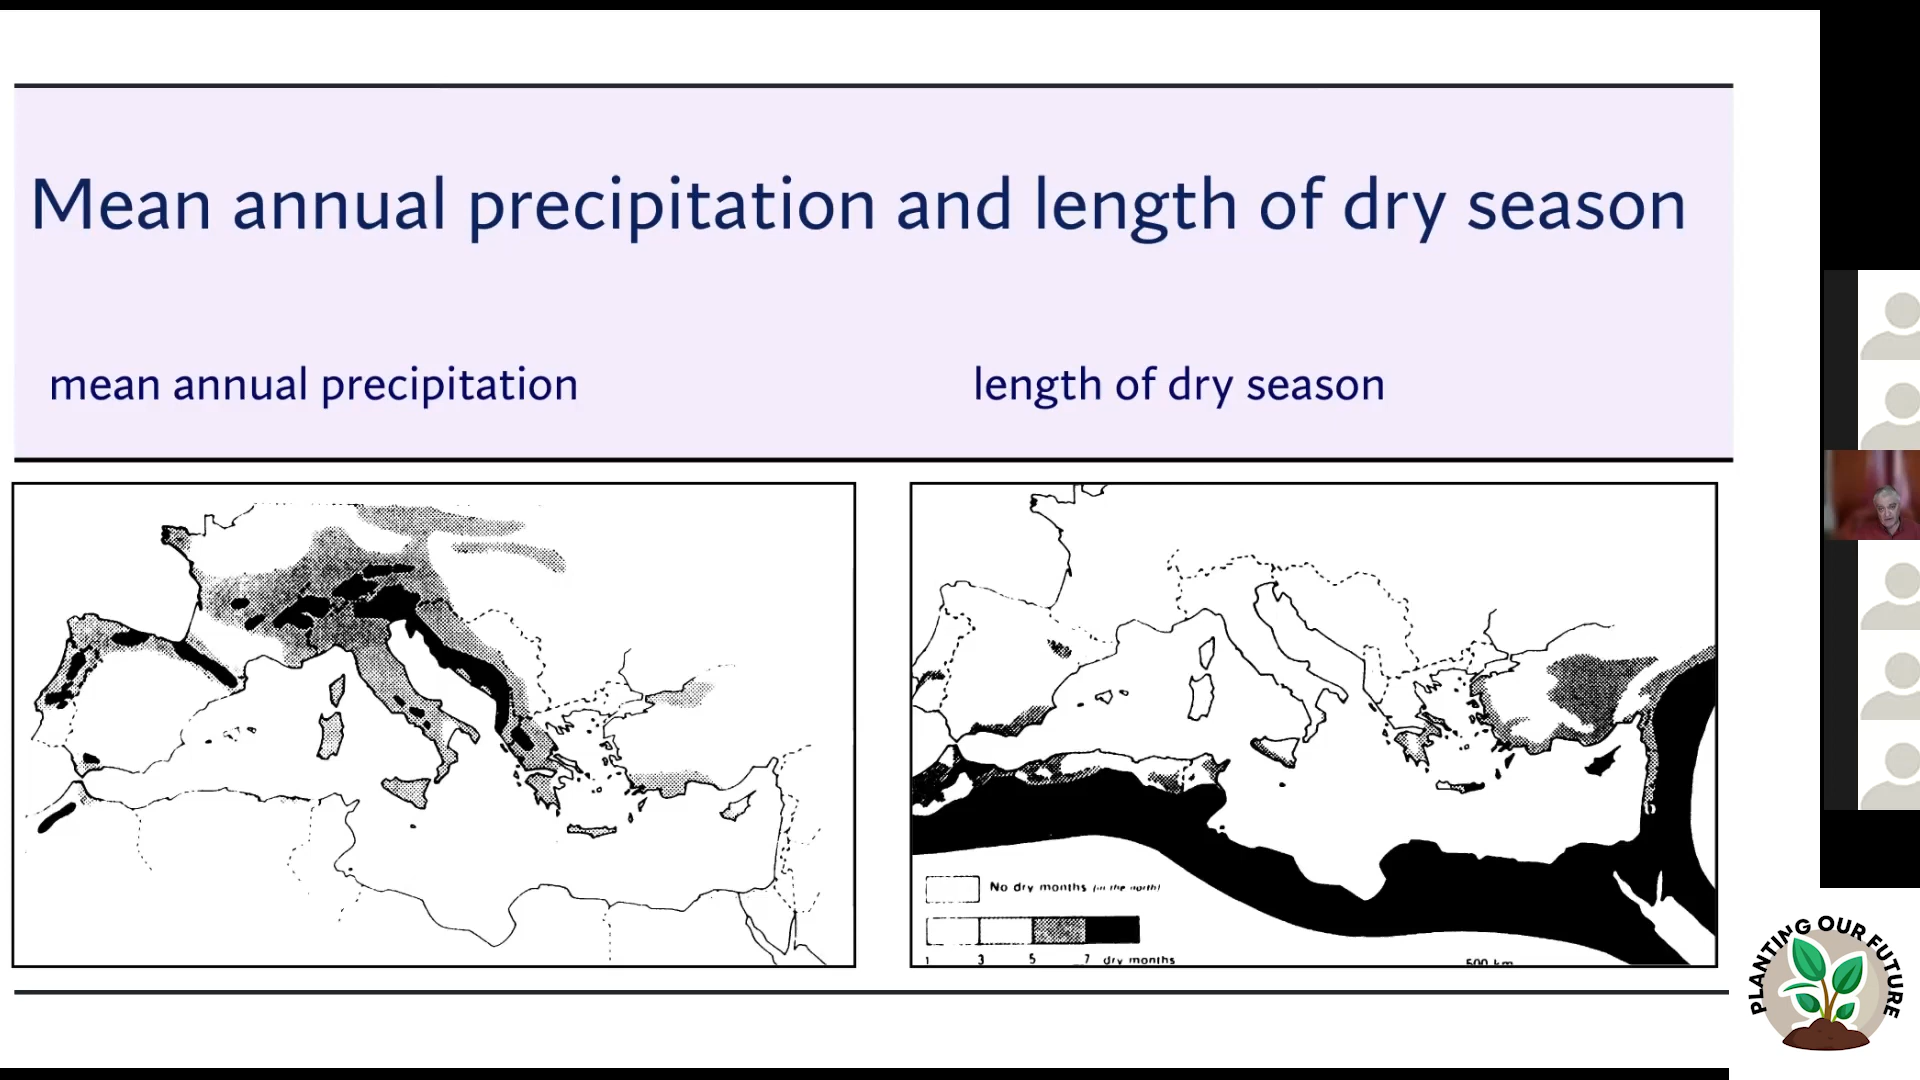 Mean annual precipitation and length of dry season
mean annual precipitation
length of dry season
No dry months (in the north)
1 3 5 7 dry months
500 km
PLANTING OUR FUTURE